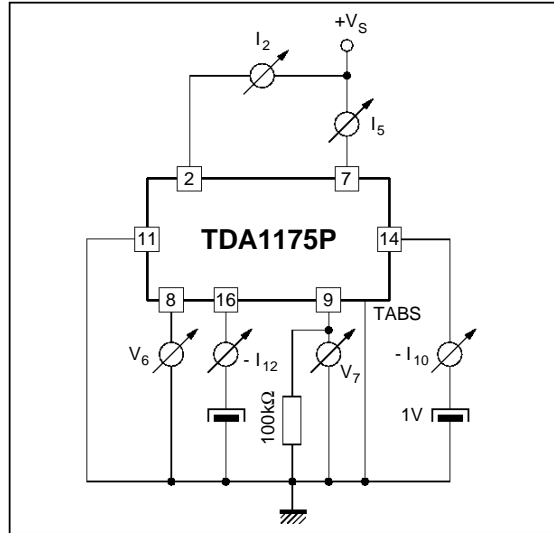 +VS
I2
I5
2
7
11
TDA1175P
14
8
16
9
TABS
V6
- I12
V7
- I10
100kΩ
1V